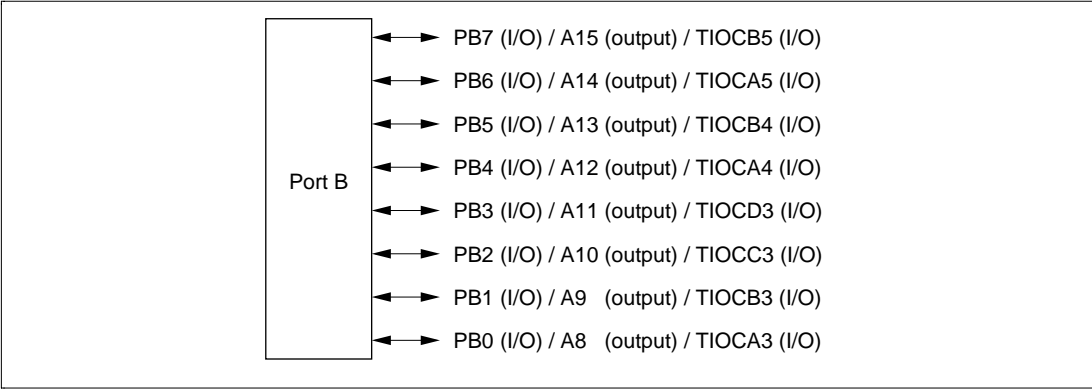 PB7 (I/O) / A15 (output) / TIOCB5 (I/O)
PB6 (I/O) / A14 (output) / TIOCA5 (I/O)
PB5 (I/O) / A13 (output) / TIOCB4 (I/O)
PB4 (I/O) / A12 (output) / TIOCA4 (I/O)
Port B
PB3 (I/O) / A11 (output) / TIOCD3 (I/O)
PB2 (I/O) / A10 (output) / TIOCC3 (I/O)
PB1 (I/O) / A9 (output) / TIOCB3 (I/O)
PB0 (I/O) / A8 (output) / TIOCA3 (I/O)